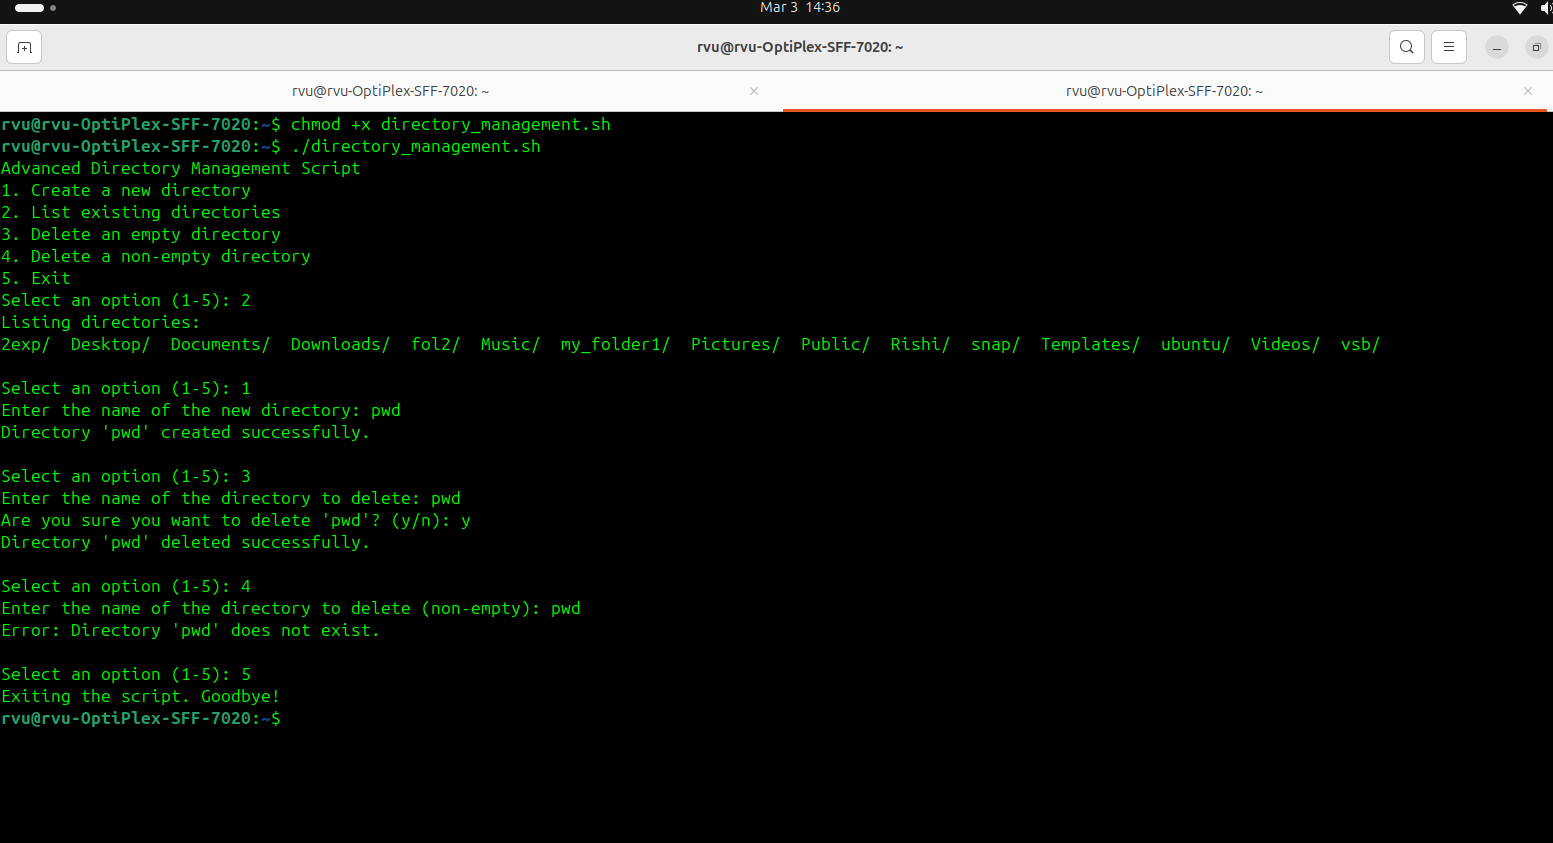 Mar 3 14:36
rvu@rvu-OptiPlex-SFF-7020: ~
rvu@rvu-OptiPlex-SFF-7020: ~
rvu@rvu-OptiPlex-SFF-7020: ~
rvu@rvu-OptiPlex-SFF-7020:~$ chmod +x directory_management.sh
rvu@rvu-OptiPlex-SFF-7020:~$ ./directory_management.sh
Advanced Directory Management Script
1. Create a new directory
2. List existing directories
3. Delete an empty directory
4. Delete a non-empty directory
5. Exit
Select an option (1-5): 2
Listing directories:
2exp/  Desktop/  Documents/  Downloads/  fol2/  Music/  my_folder1/  Pictures/  Public/  Rishi/  snap/  Templates/  ubuntu/  Videos/  vsb/
Select an option (1-5): 1
Enter the name of the new directory: pwd
Directory 'pwd' created successfully.
Select an option (1-5): 3
Enter the name of the directory to delete: pwd
Are you sure you want to delete 'pwd'? (y/n): y
Directory 'pwd' deleted successfully.
Select an option (1-5): 4
Enter the name of the directory to delete (non-empty): pwd
Error: Directory 'pwd' does not exist.
Select an option (1-5): 5
Exiting the script. Goodbye!
rvu@rvu-OptiPlex-SFF-7020:~$